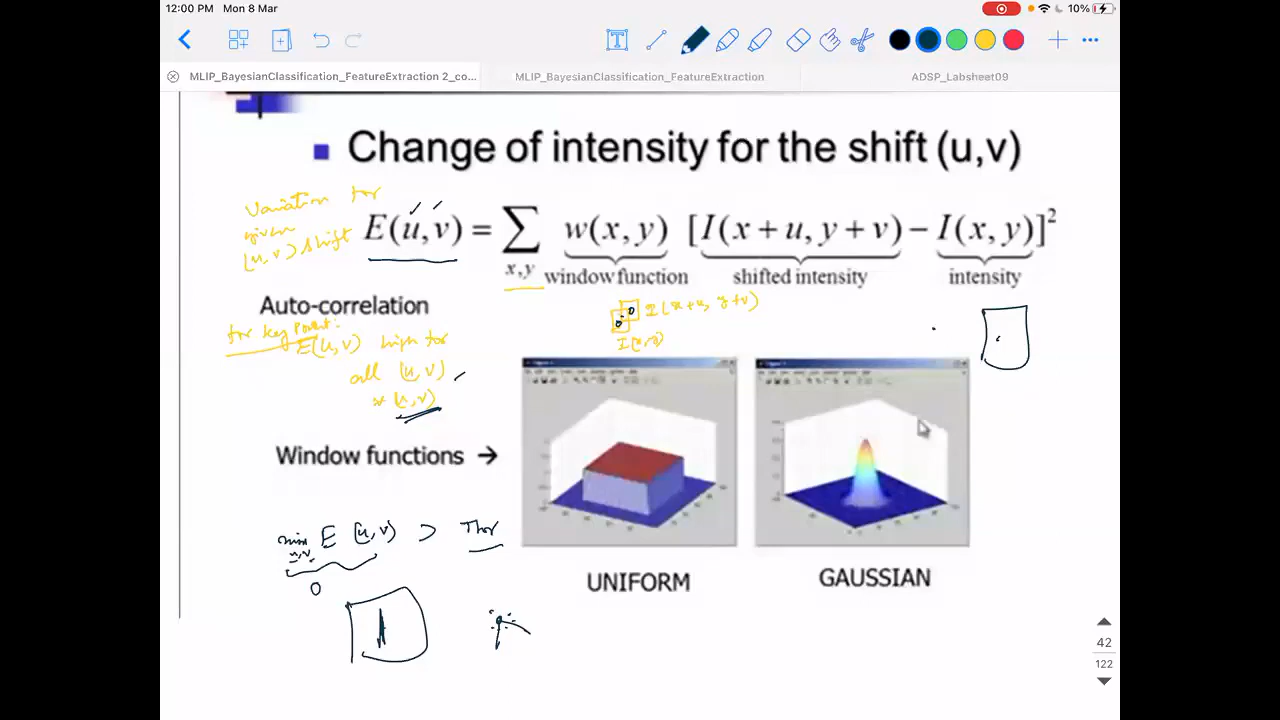 12:00 PM Mon 8 Mar
10%
MLIP_BayesianClassification_FeatureExtraction 2_co...
MLIP_BayesianClassification_FeatureExtraction
ADSP_Labsheet09
Change of intensity for the shift (u,v)
Variation for
given
(u,v) shift
E(u,v) = ∑ w(x,y) [I(x+u,y+v) − I(x,y)]²
x,y
window function
shifted intensity
intensity
Auto-correlation
I(x+u, y+v)
for key point:
E(u,v) high for
all (u,v)
Window functions →
min E (u,v) >
u,v
0
UNIFORM
GAUSSIAN
42
122